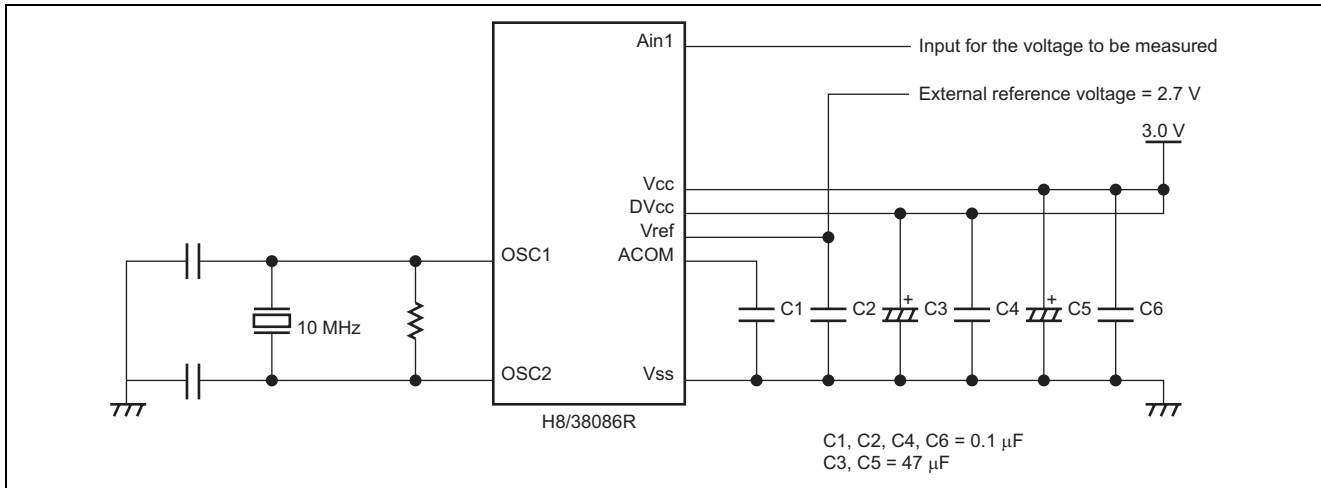 Ain1
Input for the voltage to be measured
External reference voltage = 2.7 V
3.0 V
Vcc
DVcc
Vref
OSC1
ACOM
C1
+
C2
C3
C4
+
C5
C6
10 MHz
OSC2
Vss
H8/38086R
C1, C2, C4, C6 = 0.1 μF
C3, C5 = 47 μF